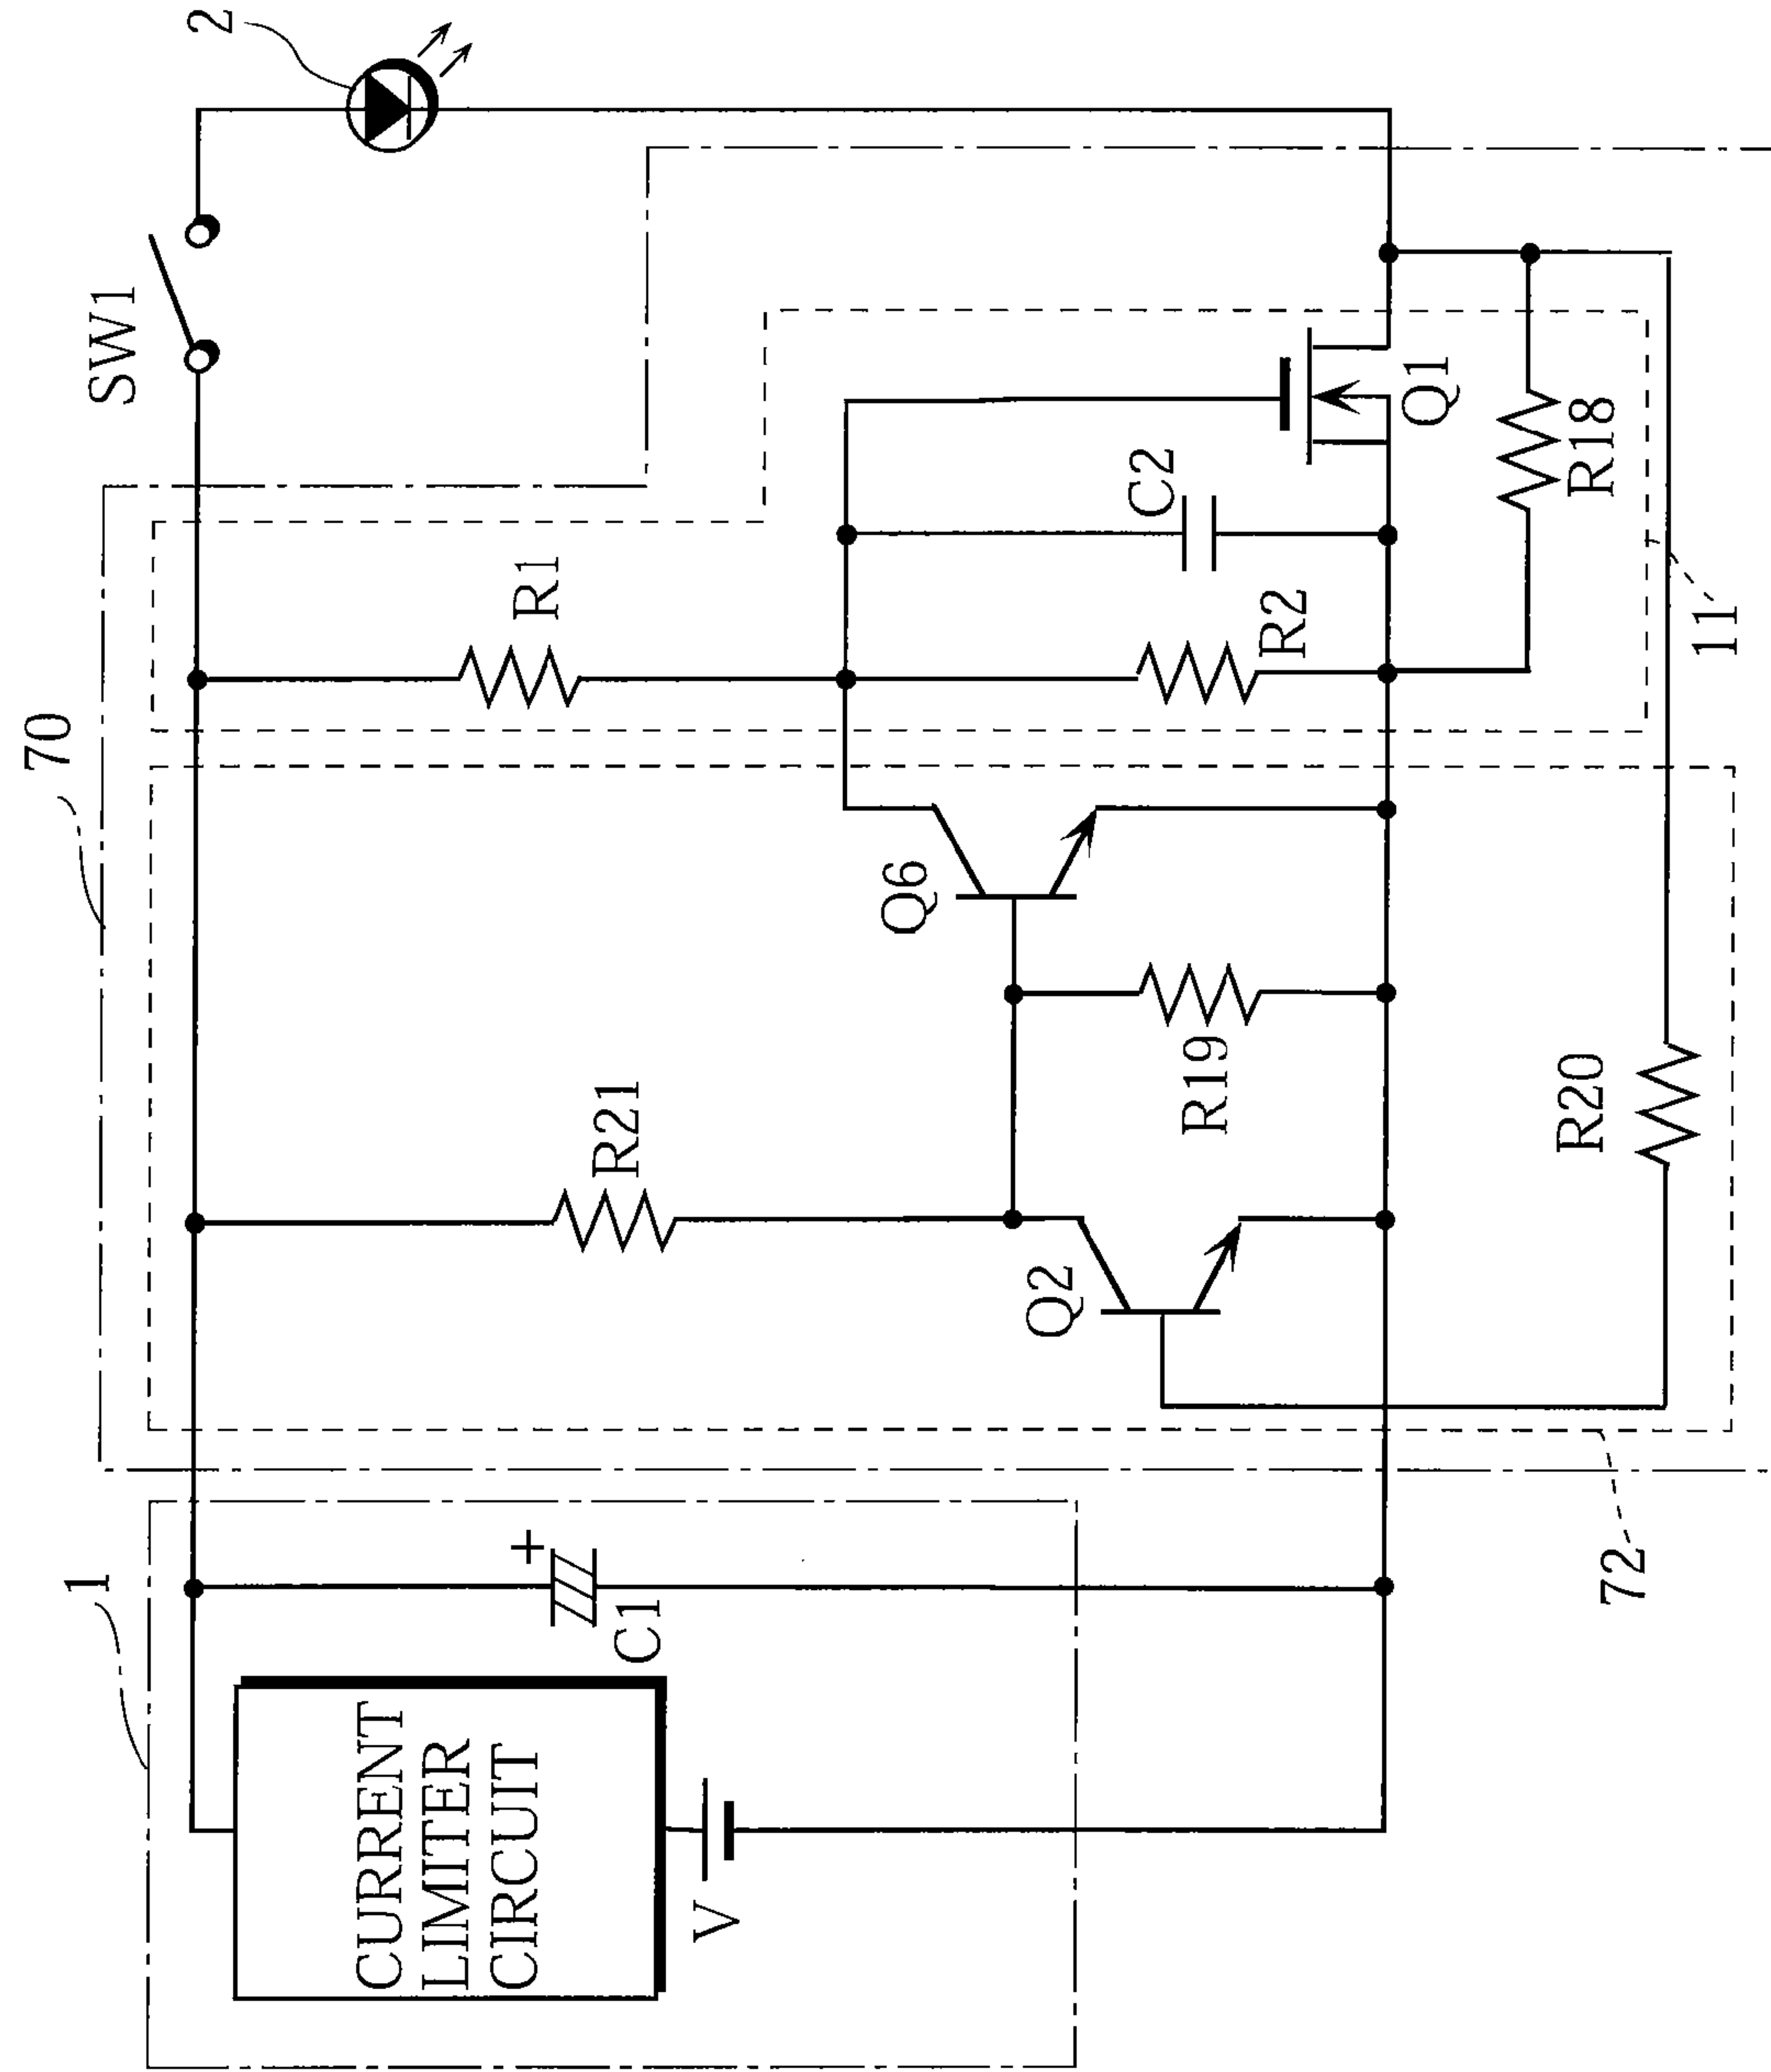 1
CURRENT
LIMITER
CIRCUIT
V
+
C1
70
72
R21
Q2
R19
Q6
R20
R1
R2
C2
Q1
R18
11
SW1
2